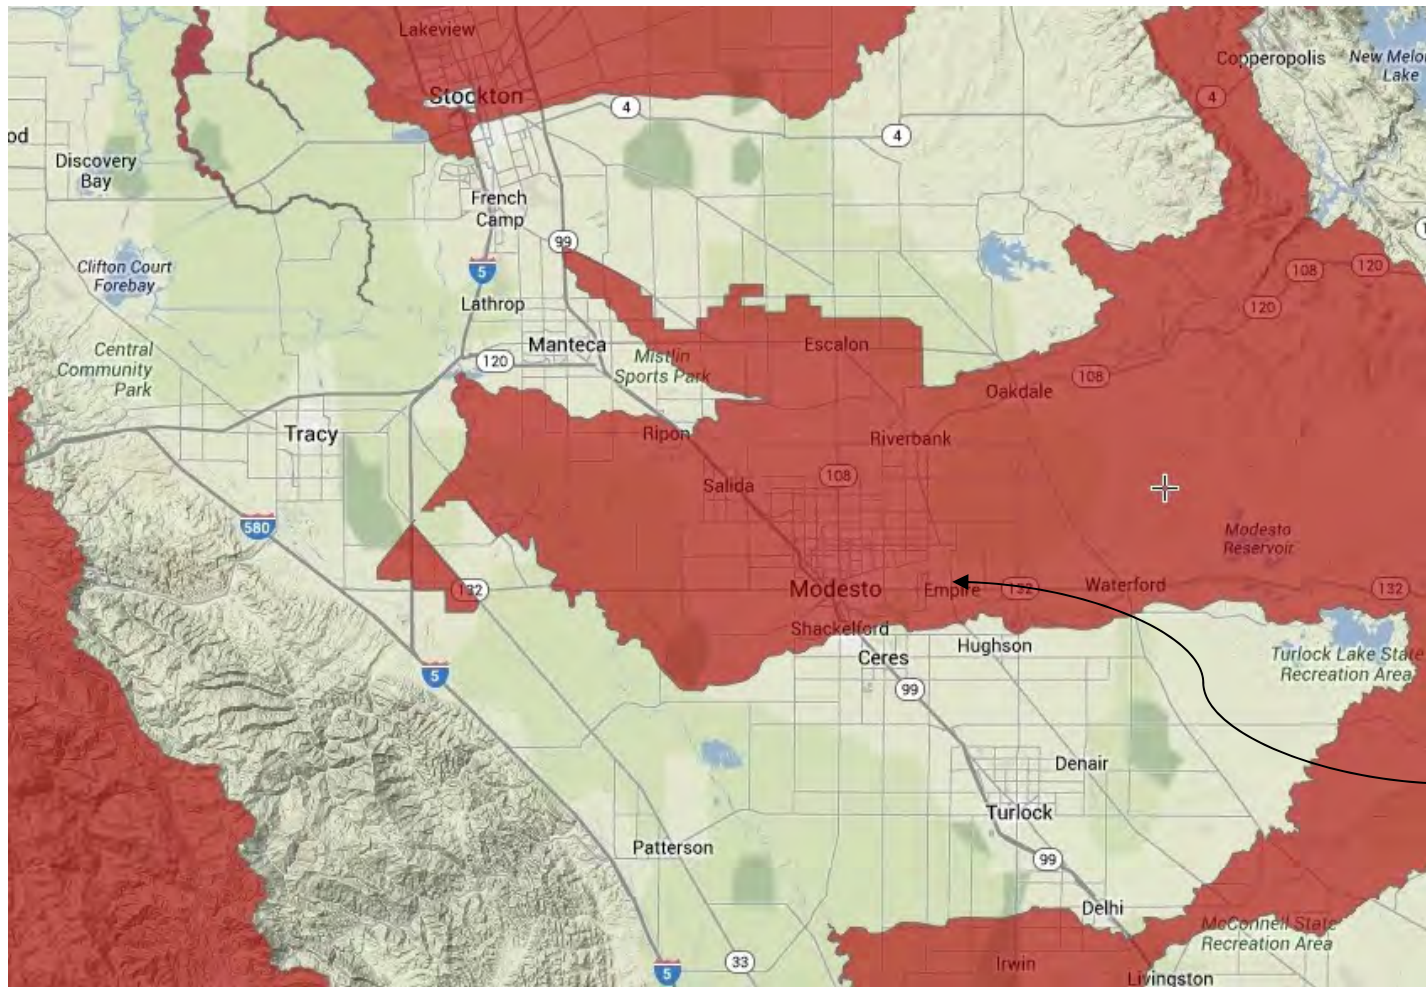 Lakeview
Copperopolis
New Melo
Lake
4
Stockton
4
4
od
Discovery
Bay
French
Camp
99
1
Clifton Court
Forebay
5
108
120
Lathrop
120
Central
Community
Park
Manteca
Escalon
120
Mistlin
Sports Park
108
Oakdale
Tracy
Ripon
Riverbank
108
Salida
580
Modesto
Reservoir
132
Modesto
Empire
132
Waterford
132
Shackelford
Ceres
Hughson
Turlock Lake State
Recreation Area
5
99
Denair
Turlock
Patterson
99
Delhi
McConnell State
Recreation Area
33
Irwin
5
Livingston